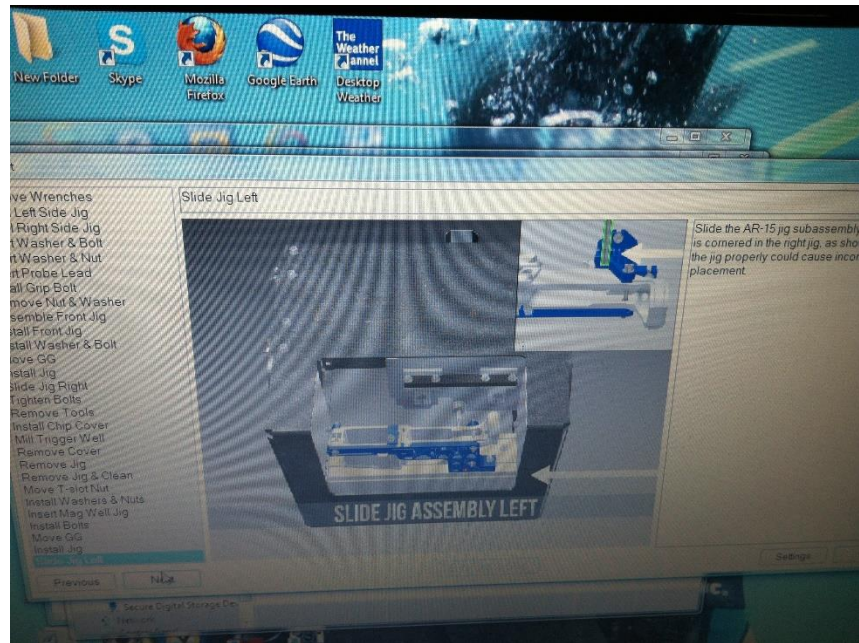 New Folder
Skype
Mozilla
Firefox
Google Earth
The
Weather
Channel
Desktop
Weather
Slide Jig Left
Wrenches
Left Side Jig
Right Side Jig
Washer & Bolt
Washer & Nut
Probe Lead
Grip Bolt
move Nut & Washer
semble Front Jig
stall Front Jig
stall Washer & Bolt
ove GG
stall Jig
Slide Jig Right
Tighten Bolts
Remove Tools
Install Chip Cover
Mill Trigger Well
Remove Cover
Remove Jig
Remove Jig & Clean
Move T-slot Nut
Install Washers & Nuts
Insert Mag Well Jig
Install Bolts
Move GG
Install Jig
Slide Jig Left
Previous
Next
SLIDE JIG ASSEMBLY LEFT
Slide the AR-15 jig subassembly
is cornered in the right jig, as sho
the jig properly could cause incor
placement.
Settings
Secure Digital Storage De
Network